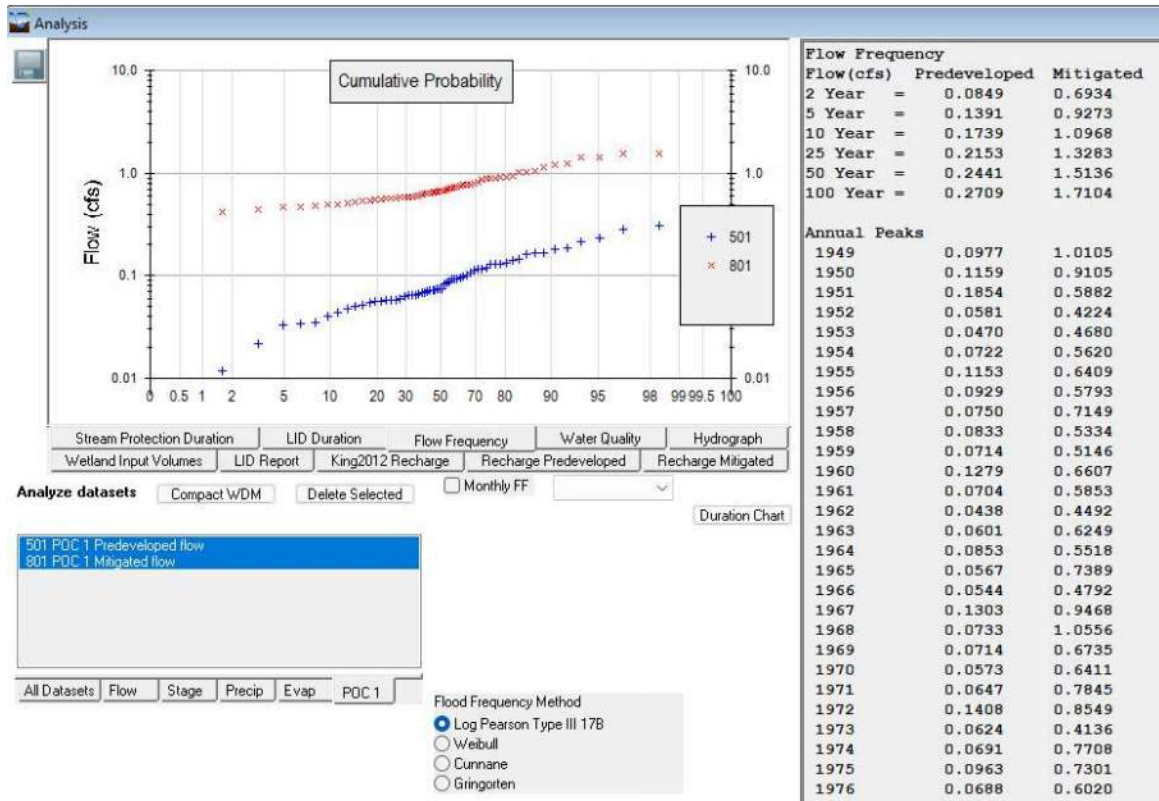 Analysis
Cumulative Probability
10.0
1.0
0.1
0.01
Flow (cfs)
10.0
1.0
0.01
501
801
0 0.5 1 2 5 10 20 30 50 70 80 90 95 98 99 99.5 100
Stream Protection Duration LID Duration Flow Frequency Water Quality Hydrograph
Wetland Input Volumes LID Report King2012 Recharge Recharge Predeveloped Recharge Mitigated
Analyze datasets Compact WDM Delete Selected Monthly FF
Duration Chart
501 POC 1 Predeveloped flow
801 POC 1 Mitigated flow
All Datasets Flow Stage Precip Evap POC 1
Flood Frequency Method
Log Pearson Type III 17B
Weibull
Cunnane
Gringorten
Flow Frequency
Flow(cfs) Predeveloped Mitigated
2 Year = 0.0849 0.6934
5 Year = 0.1391 0.9273
10 Year = 0.1739 1.0968
25 Year = 0.2153 1.3283
50 Year = 0.2441 1.5136
100 Year = 0.2709 1.7104
Annual Peaks
1949 0.0977 1.0105
1950 0.1159 0.9105
1951 0.1854 0.5882
1952 0.0581 0.4224
1953 0.0470 0.4680
1954 0.0722 0.5620
1955 0.1153 0.6409
1956 0.0929 0.5793
1957 0.0750 0.7149
1958 0.0833 0.5334
1959 0.0714 0.5146
1960 0.1279 0.6607
1961 0.0704 0.5853
1962 0.0438 0.4492
1963 0.0601 0.6249
1964 0.0853 0.5518
1965 0.0567 0.7389
1966 0.0544 0.4792
1967 0.1303 0.9468
1968 0.0733 1.0556
1969 0.0714 0.6735
1970 0.0573 0.6411
1971 0.0647 0.7845
1972 0.1408 0.8549
1973 0.0624 0.4136
1974 0.0691 0.7708
1975 0.0963 0.7301
1976 0.0688 0.6020